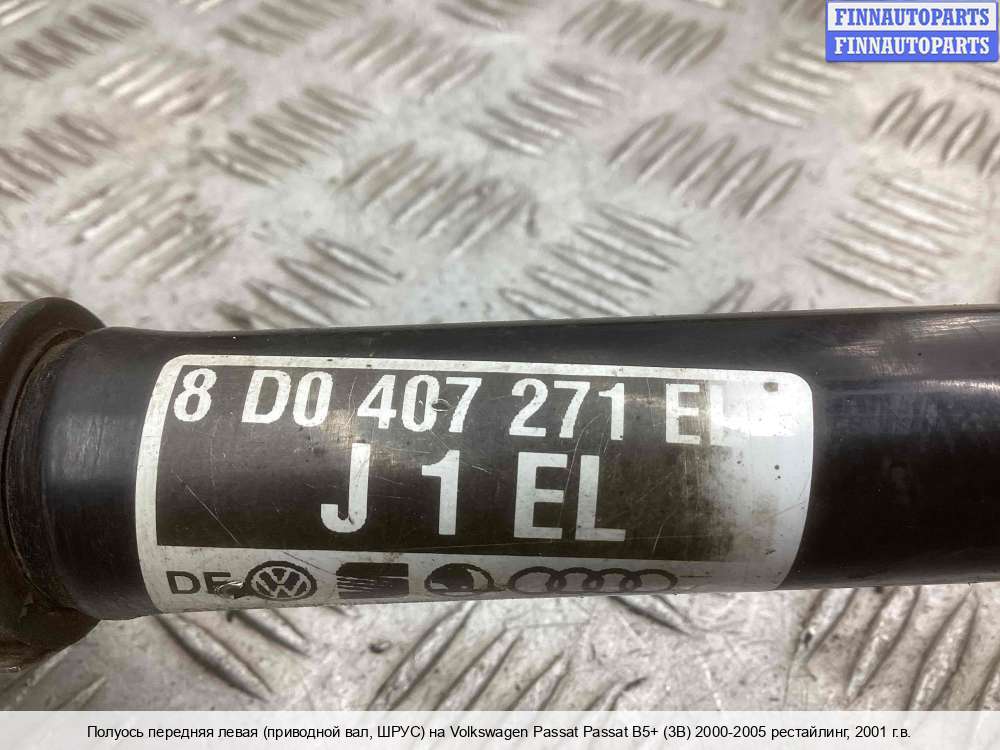 FINNAUTOPARTS
FINNAUTOPARTS
8 D0 407 271 EL
J 1 EL
DE
Полуось передняя левая (приводной вал, ШРУС) на Volkswagen Passat Passat B5+ (3B) 2000-2005 рестайлинг, 2001 г.в.